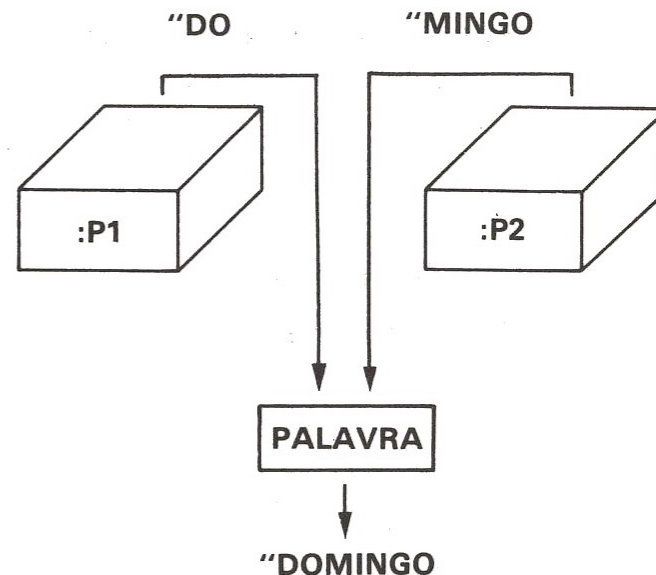 “DO
“MINGO
:P1
:P2
PALAVRA
“DOMINGO